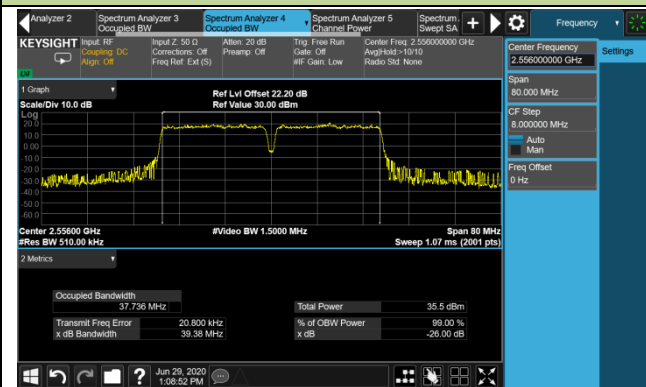 Analyzer 2
Spectrum Analyzer 3
Occupied BW
Spectrum Analyzer 4
Occupied BW
Spectrum Analyzer 5
Channel Power
Spectrum
Swept SA
Frequency
KEYSIGHT
Input: RF
Coupling: DC
Align: Off
Input Z: 50 Ω
Corrections: Off
Freq Ref: Ext (S)
Atten: 20 dB
Preamp: Off
Trig: Free Run
Gate: Off
#IF Gain: Low
Center Freq: 2.556000000 GHz
Avg|Hold:>10/10
Radio Std: None
Center Frequency
2.556000000 GHz
Settings
Span
80.000 MHz
CF Step
8.000000 MHz
Auto
Man
Freq Offset
0 Hz
1 Graph
Scale/Div 10.0 dB
Ref Lvl Offset 22.20 dB
Ref Value 30.00 dBm
Log
20.0
10.0
0.00
-10.0
-20.0
-30.0
-40.0
-50.0
-60.0
Center 2.55600 GHz
#Video BW 1.5000 MHz
Span 80 MHz
#Res BW 510.00 kHz
Sweep 1.07 ms (2001 pts)
2 Metrics
Occupied Bandwidth
37.736 MHz
Total Power
35.5 dBm
Transmit Freq Error
20.800 kHz
% of OBW Power
99.00 %
x dB Bandwidth
39.38 MHz
x dB
-26.00 dB
?
Jun 29, 2020
1:08:52 PM